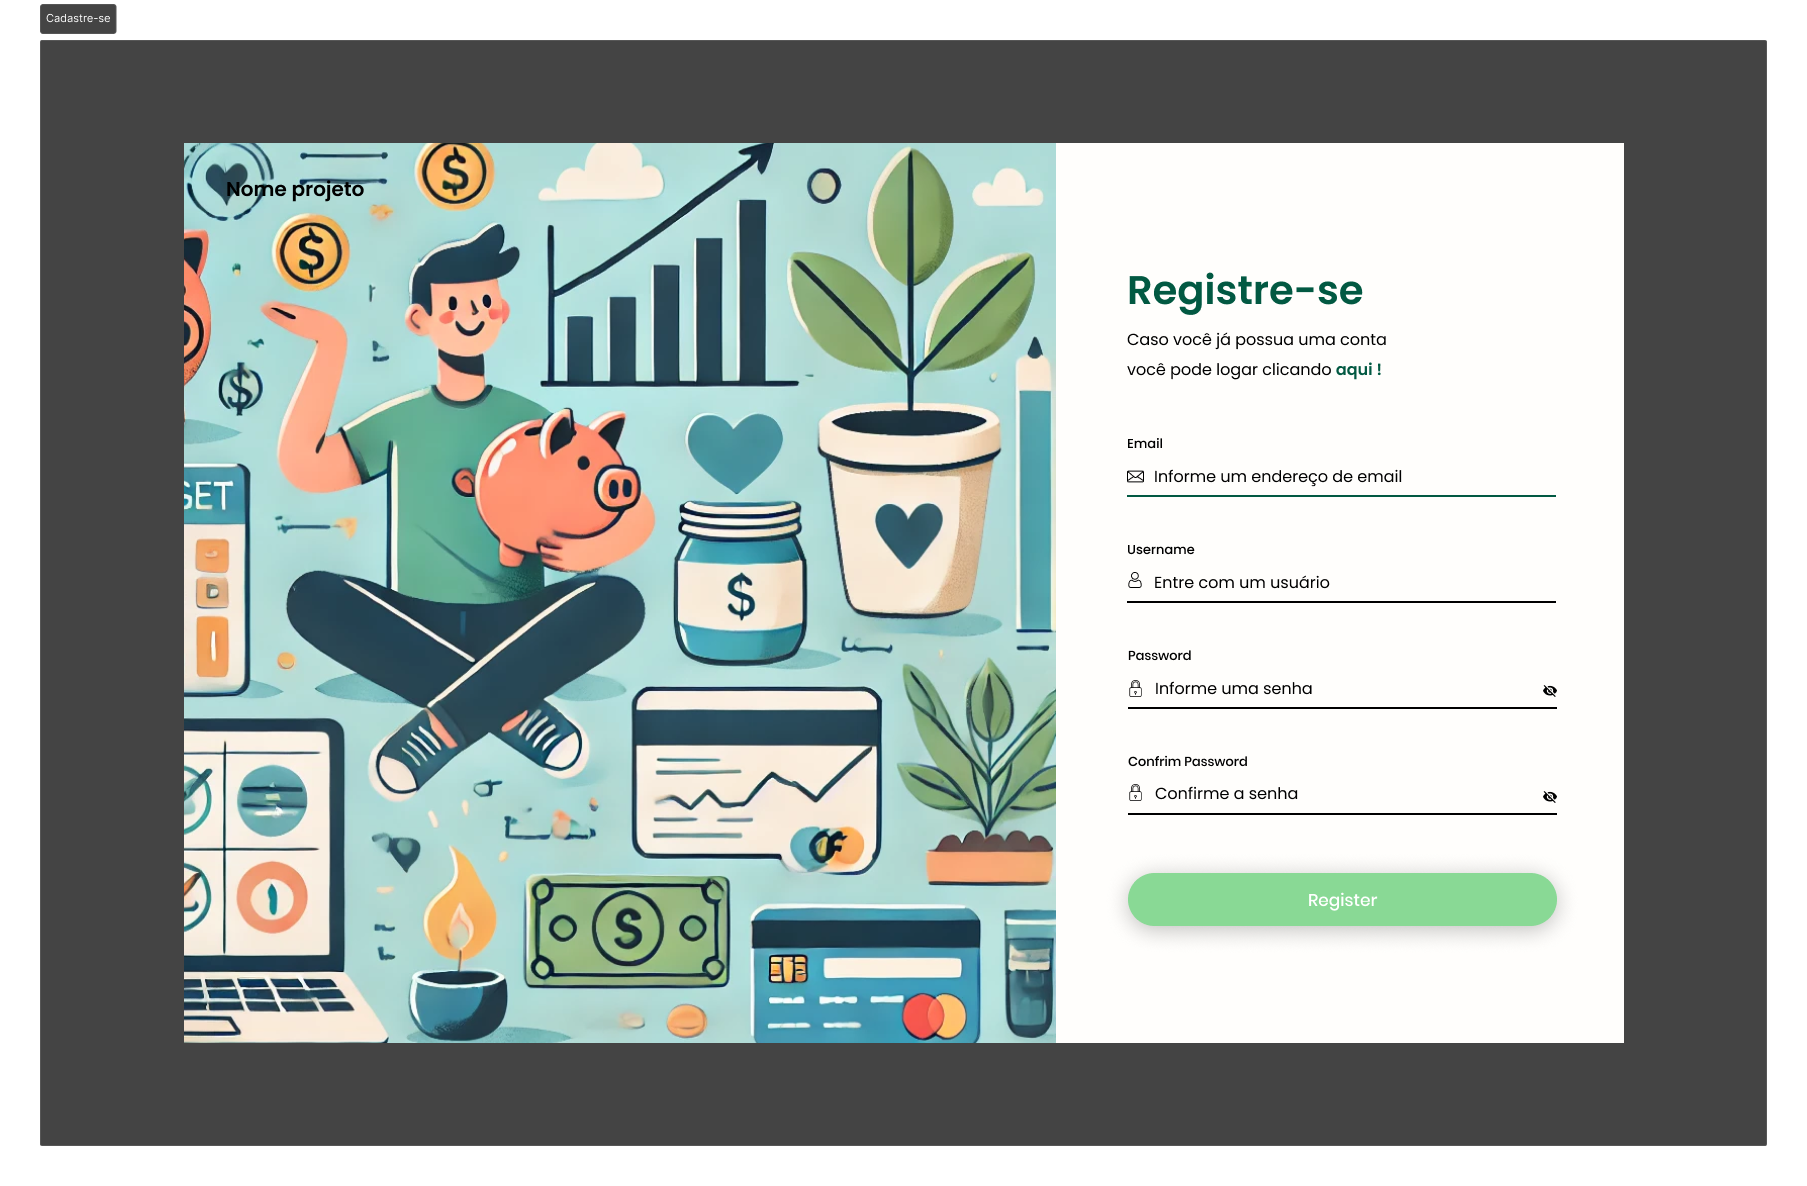 Cadastre-se
Nome projeto
GET
Registre-se
Caso você já possua uma conta
você pode logar clicando aqui !
Email
Informe um endereço de email
Username
Entre com um usuário
Password
Informe uma senha
Confrim Password
Confirme a senha
Register